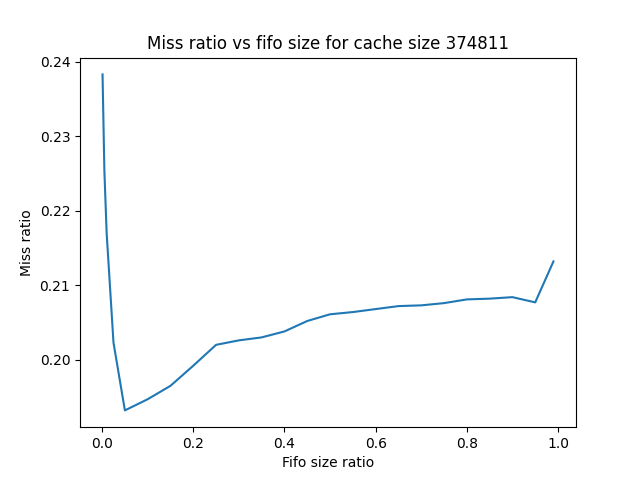 Miss ratio vs fifo size for cache size 374811
0.24
0.23
0.22
0.21
0.20
Miss ratio
0.0 0.2 0.4 0.6 0.8 1.0
Fifo size ratio